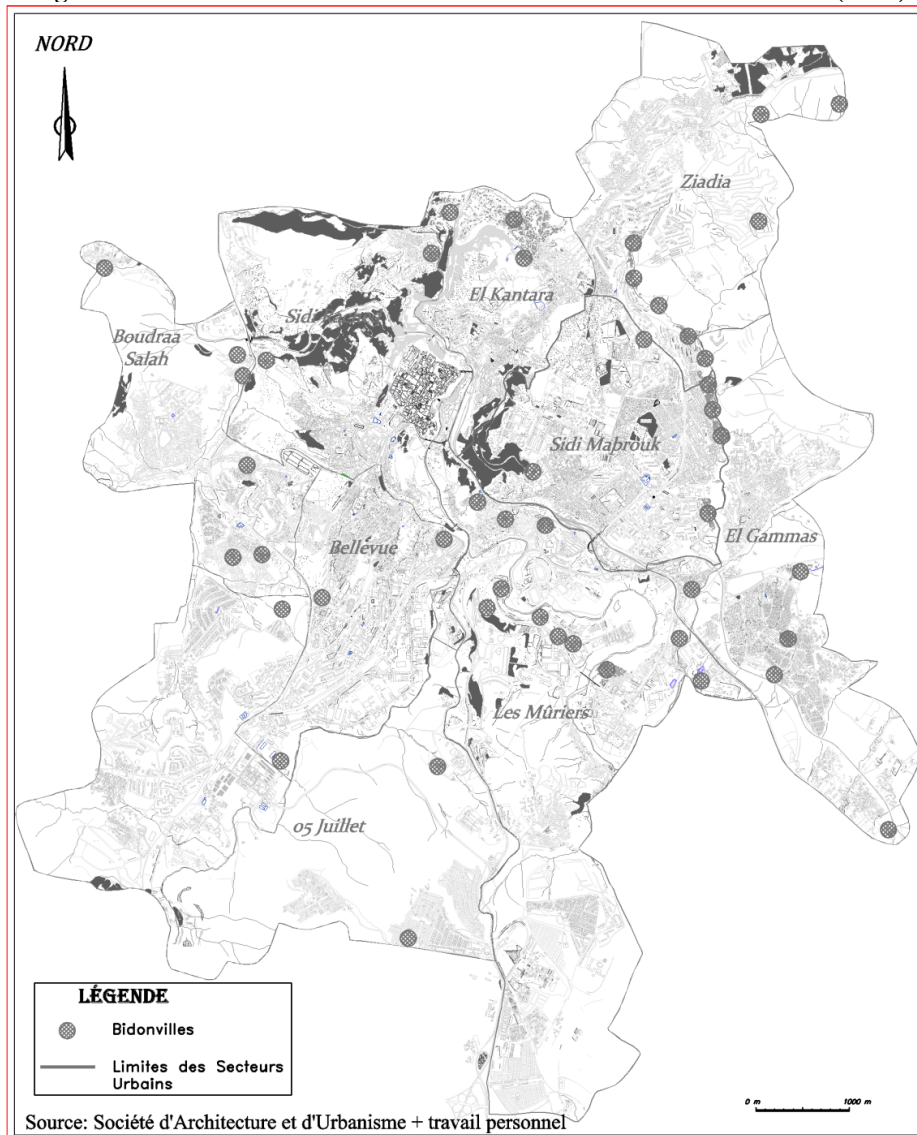 NORD
Ziadia
El Kantara
Sidi
Boudraa
Salah
Sidi Mabrouk
El Gammas
Bellevue
Les Mûriers
05 Juillet
LÉGENDE
Bidonvilles
Limites des Secteurs
Urbains
0 m 1000 m
Source: Société d'Architecture et d'Urbanisme + travail personnel